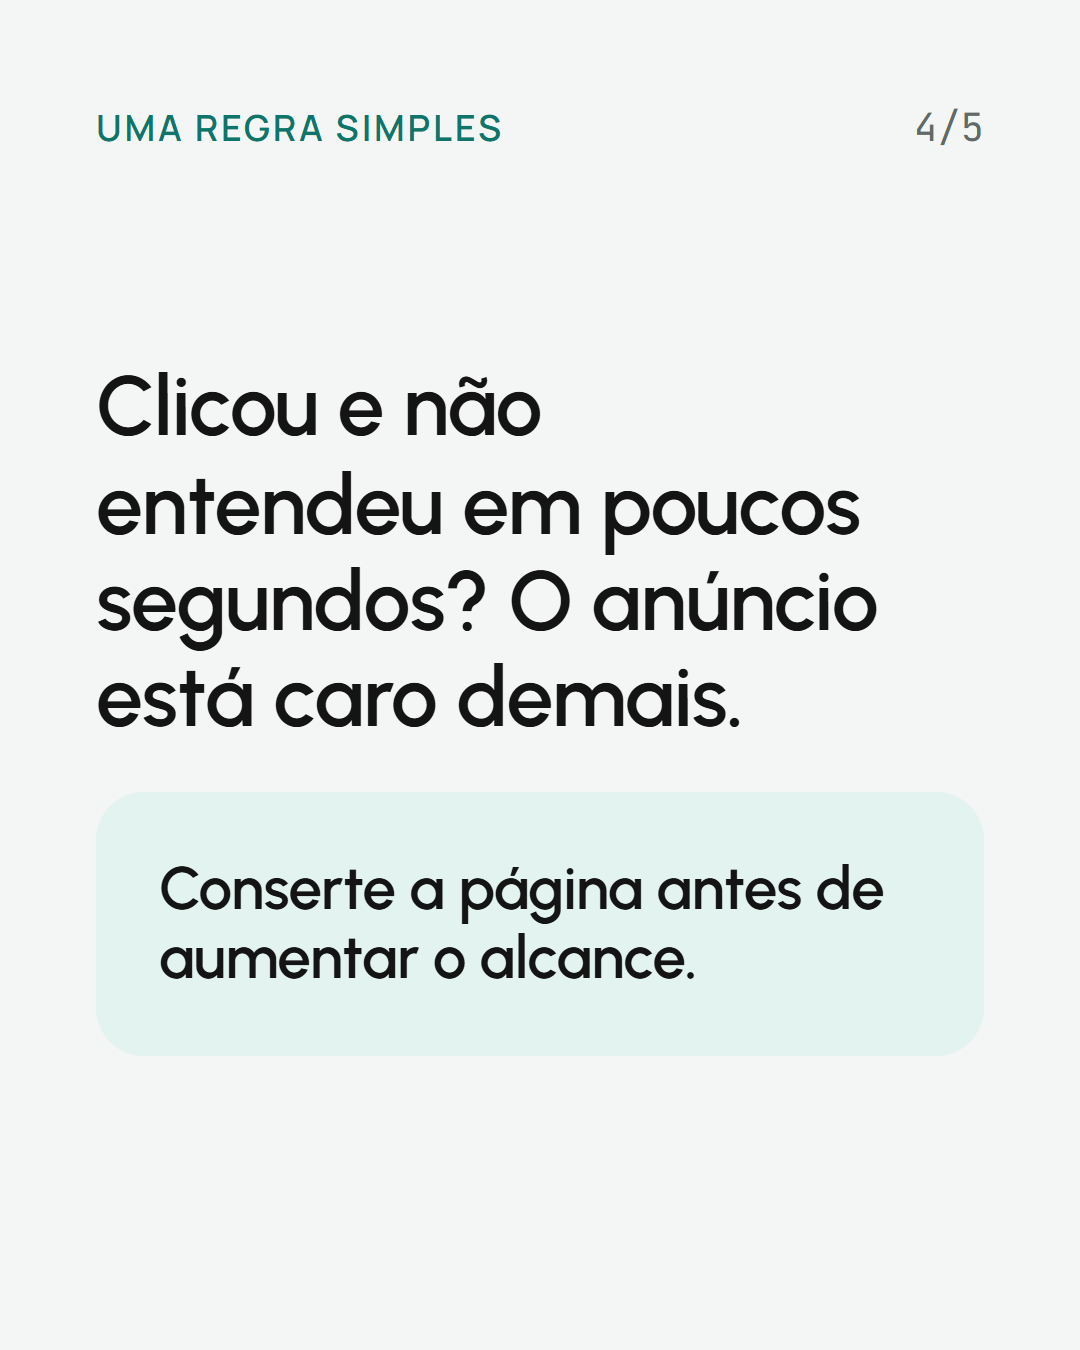 UMA REGRA SIMPLES
4/5
Clicou e não
entendeu em poucos
segundos? O anúncio
está caro demais.
Conserte a página antes de
aumentar o alcance.